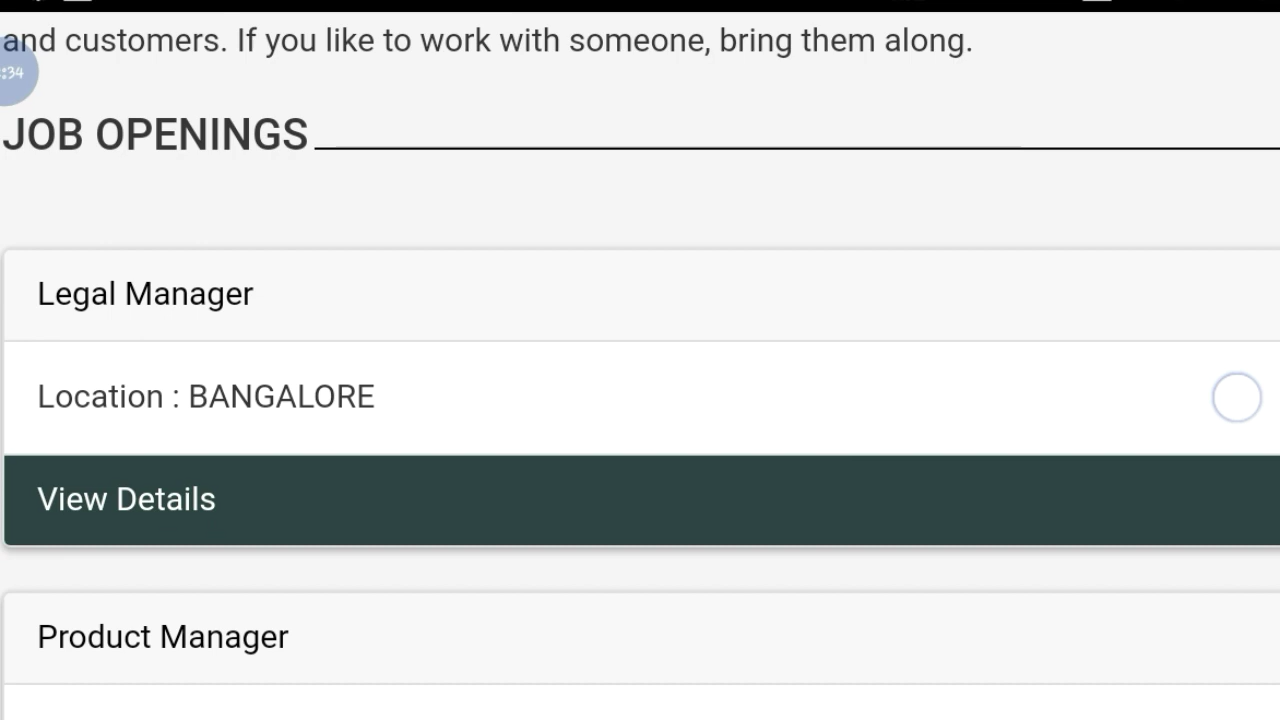 and customers. If you like to work with someone, bring them along.
:34
JOB OPENINGS
Legal Manager
Location : BANGALORE
View Details
Product Manager